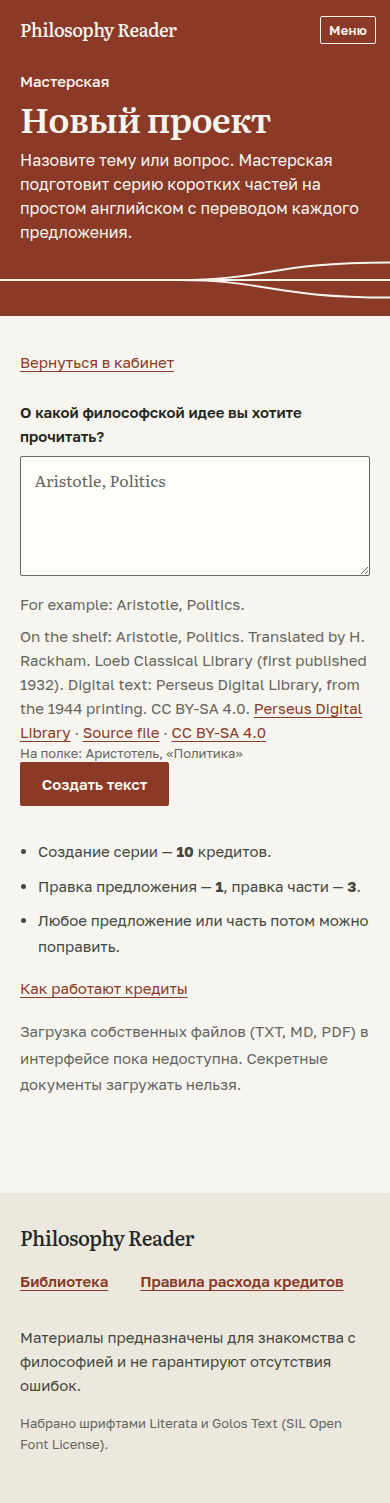 Philosophy Reader
Меню
Мастерская
Новый проект
Назовите тему или вопрос. Мастерская
подготовит серию коротких частей на
простом английском с переводом каждого
предложения.
Вернуться в кабинет
О какой философской идее вы хотите
прочитать?
Aristotle, Politics
For example: Aristotle, Politics.
On the shelf: Aristotle, Politics. Translated by H.
Rackham. Loeb Classical Library (first published
1932). Digital text: Perseus Digital Library, from
the 1944 printing. CC BY-SA 4.0. Perseus Digital
Library · Source file · CC BY-SA 4.0
На полке: Аристотель, «Политика»
Создать текст
• Создание серии — 10 кредитов.
• Правка предложения — 1, правка части — 3.
• Любое предложение или часть потом можно
поправить.
Как работают кредиты
Загрузка собственных файлов (TXT, MD, PDF) в
интерфейсе пока недоступна. Секретные
документы загружать нельзя.
Philosophy Reader
Библиотека Правила расхода кредитов
Материалы предназначены для знакомства с
философией и не гарантируют отсутствия
ошибок.
Набрано шрифтами Literata и Golos Text (SIL Open
Font License).